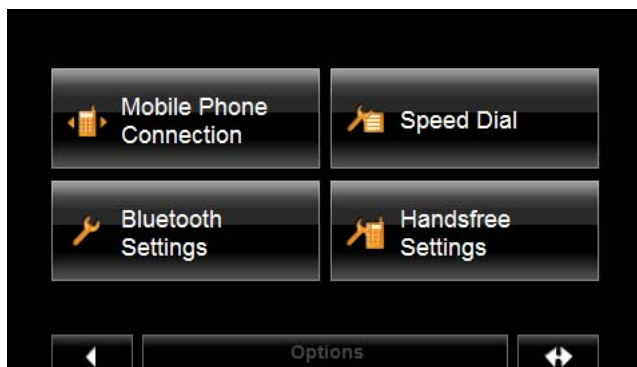 Mobile Phone
Connection
Speed Dial
Bluetooth
Settings
Handsfree
Settings
Options